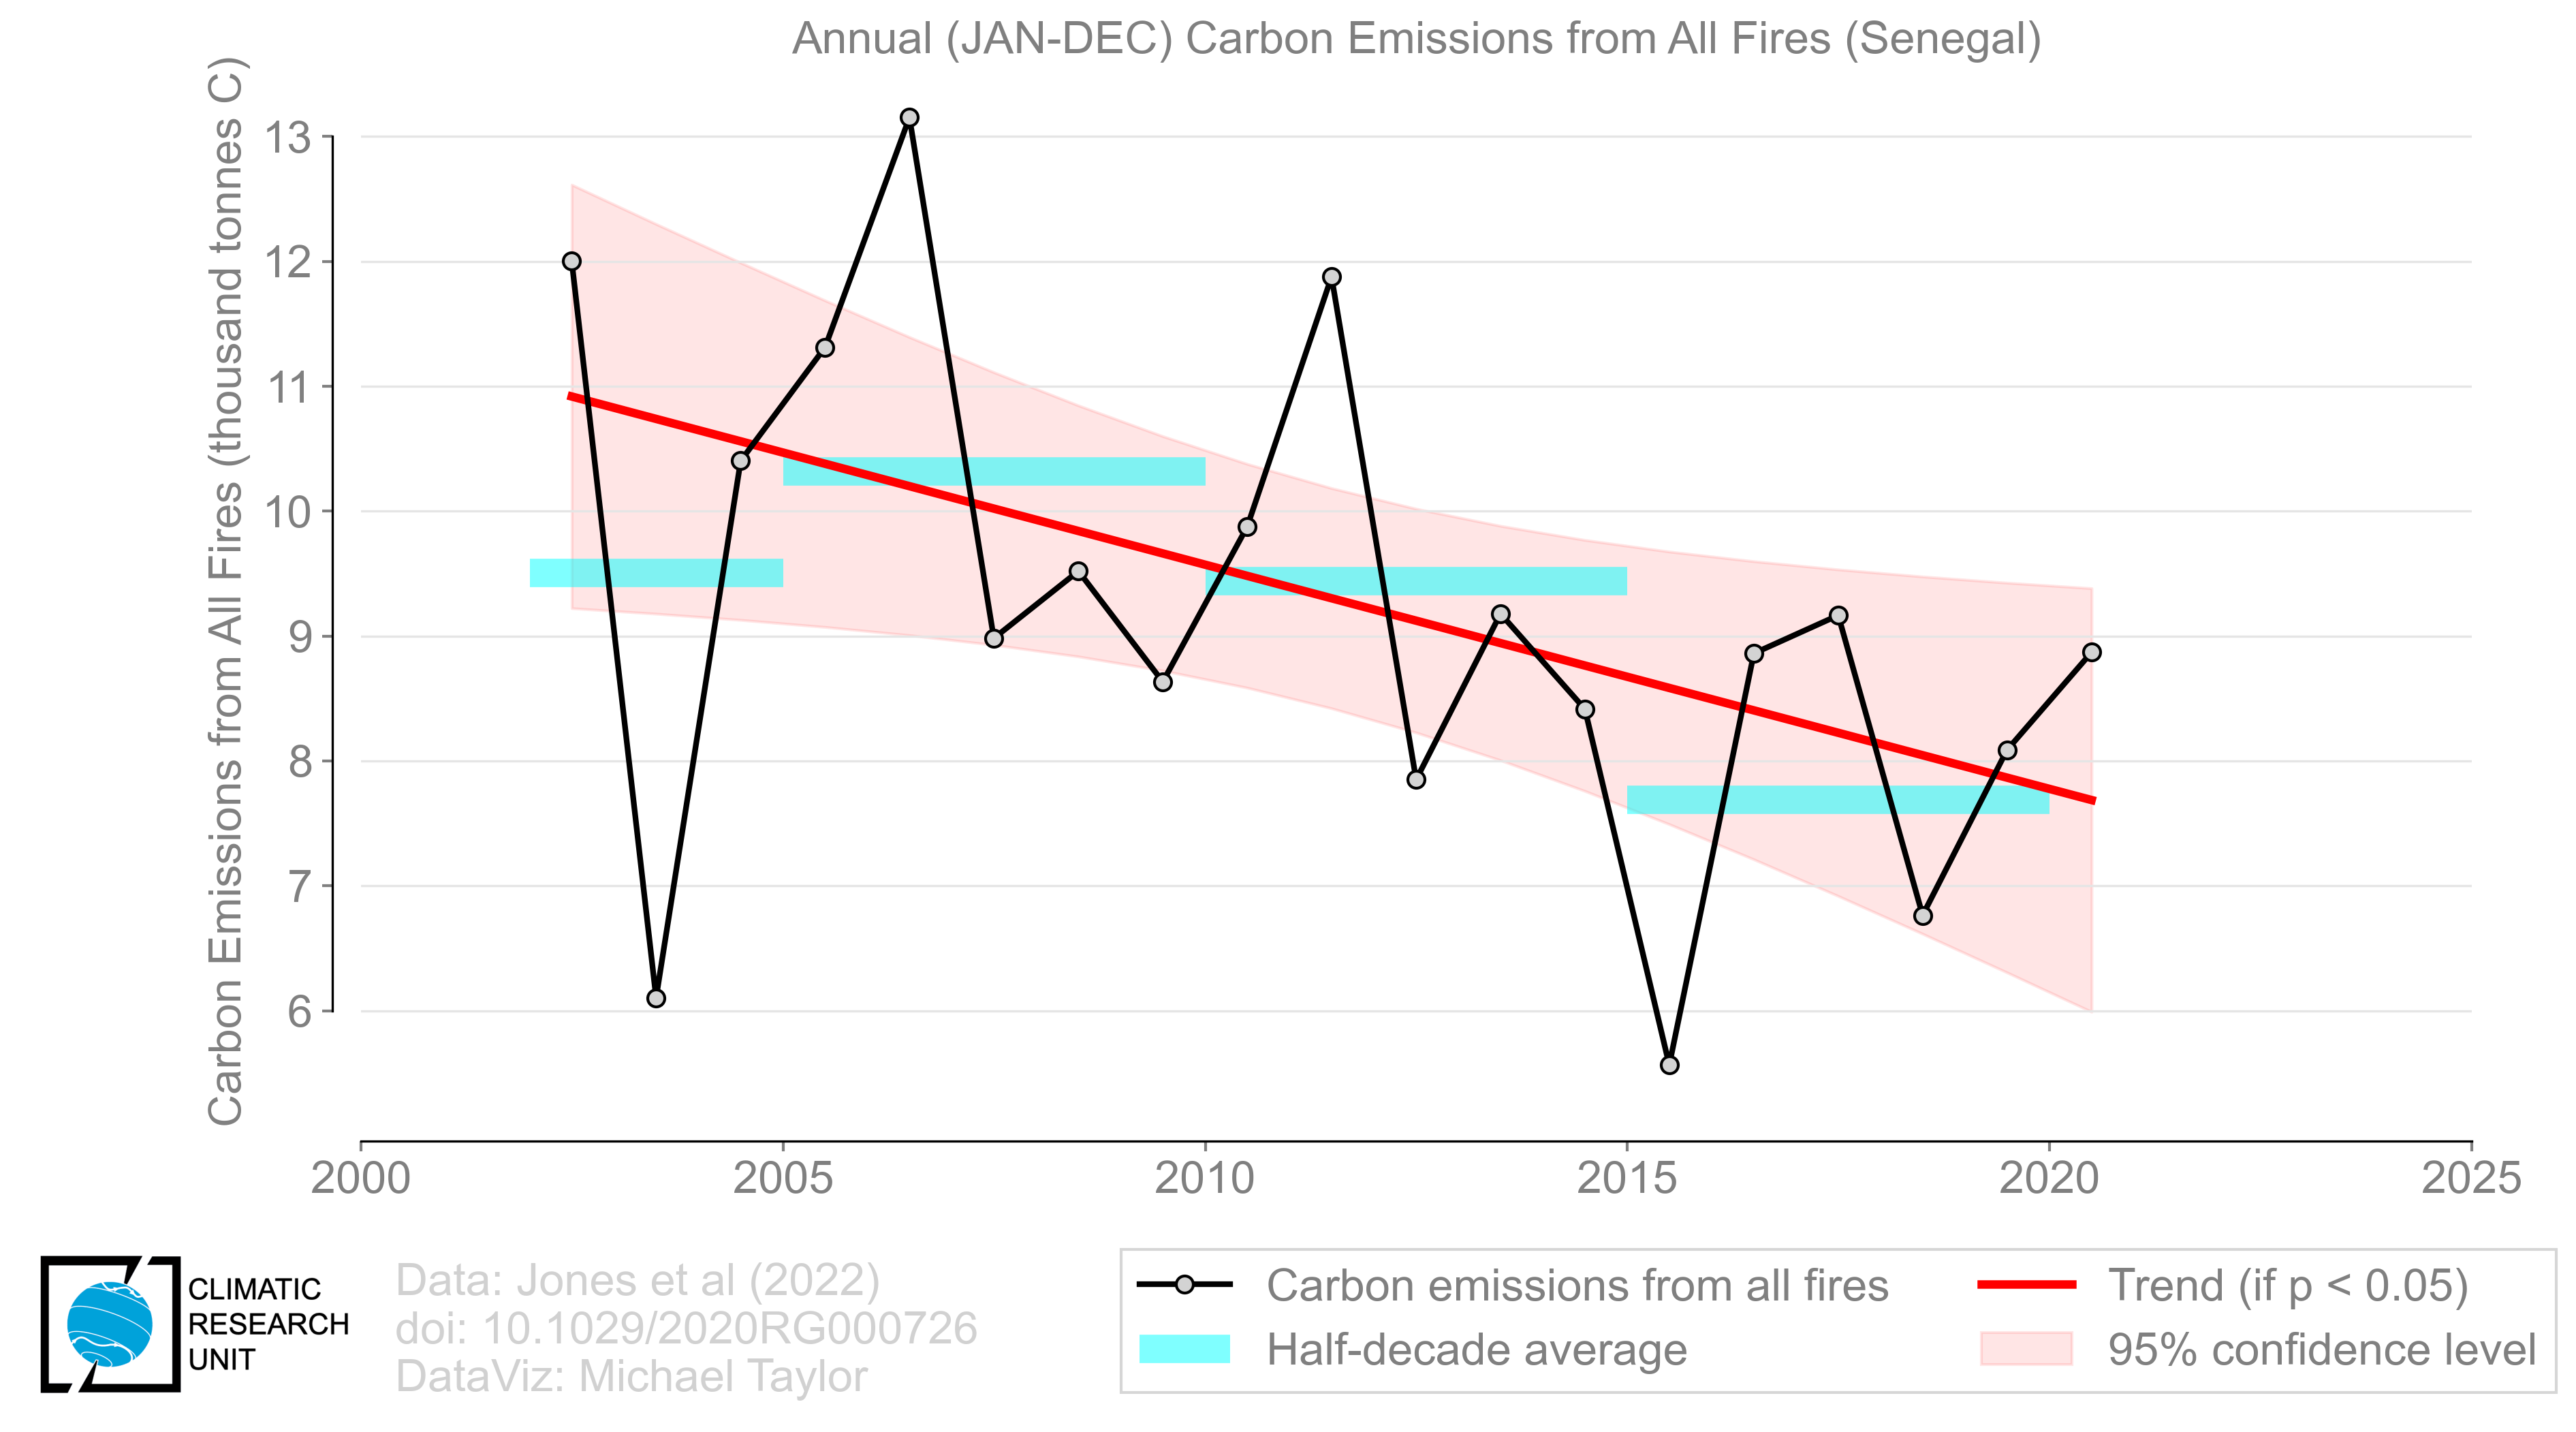 Annual (JAN-DEC) Carbon Emissions from All Fires (Senegal)
Carbon Emissions from All Fires (thousand tonnes C)
13
12
11
10
9
8
7
6
2000
2005
2010
2015
2020
2025
CLIMATIC
RESEARCH
UNIT
Data: Jones et al (2022)
doi: 10.1029/2020RG000726
DataViz: Michael Taylor
Carbon emissions from all fires
Half-decade average
Trend (if p < 0.05)
95% confidence level